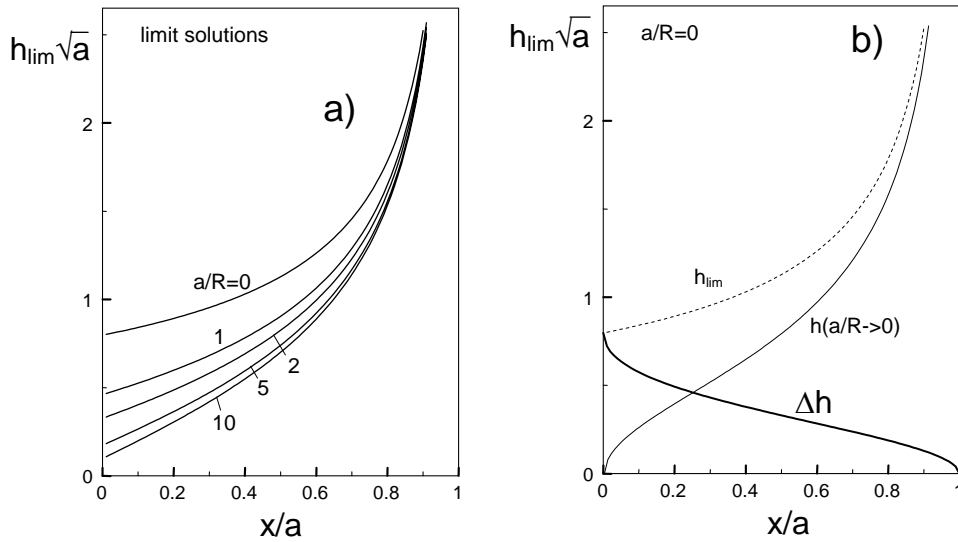 h_lim√a
limit solutions
a)
2
1
0
a/R=0
1
2
5
10
0 0.2 0.4 0.6 0.8 1
x/a
h_lim√a
a/R=0
b)
2
1
0
h_lim
h(a/R->0)
Δh
0 0.2 0.4 0.6 0.8 1
x/a